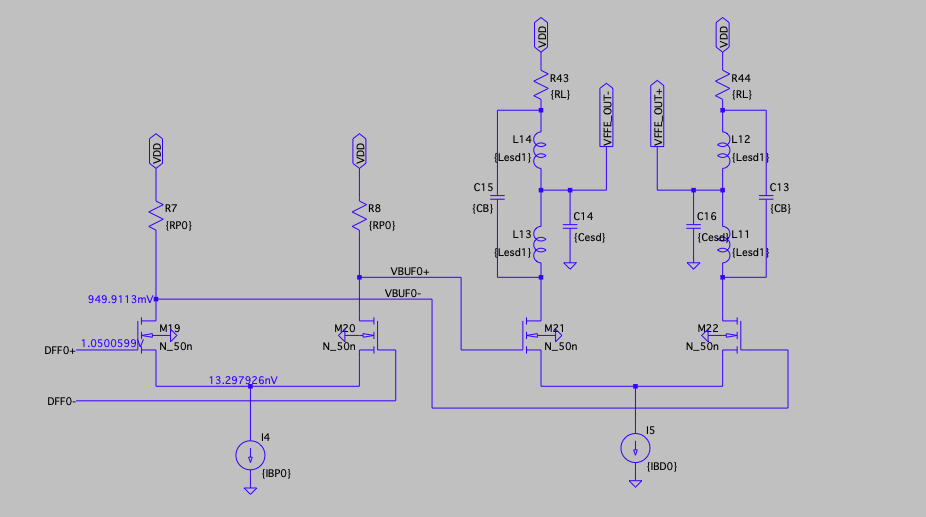 VDD
VDD
R43
{RL}
R44
{RL}
VFFE_OUT-
VFFE_OUT+
L14
{Lesd1}
L12
{Lesd1}
VDD
VDD
C15
{CB}
C13
{CB}
R7
{RP0}
R8
{RP0}
C14
{Cesd}
C16
{Cesd}
L13
{Lesd1}
L11
{Lesd1}
VBUF0+
VBUF0-
949.9113mV
M19
N_50n
M20
N_50n
M21
N_50n
M22
N_50n
DFF0+
1.0500599V
13.297926nV
DFF0-
I4
{IBP0}
I5
{IBD0}